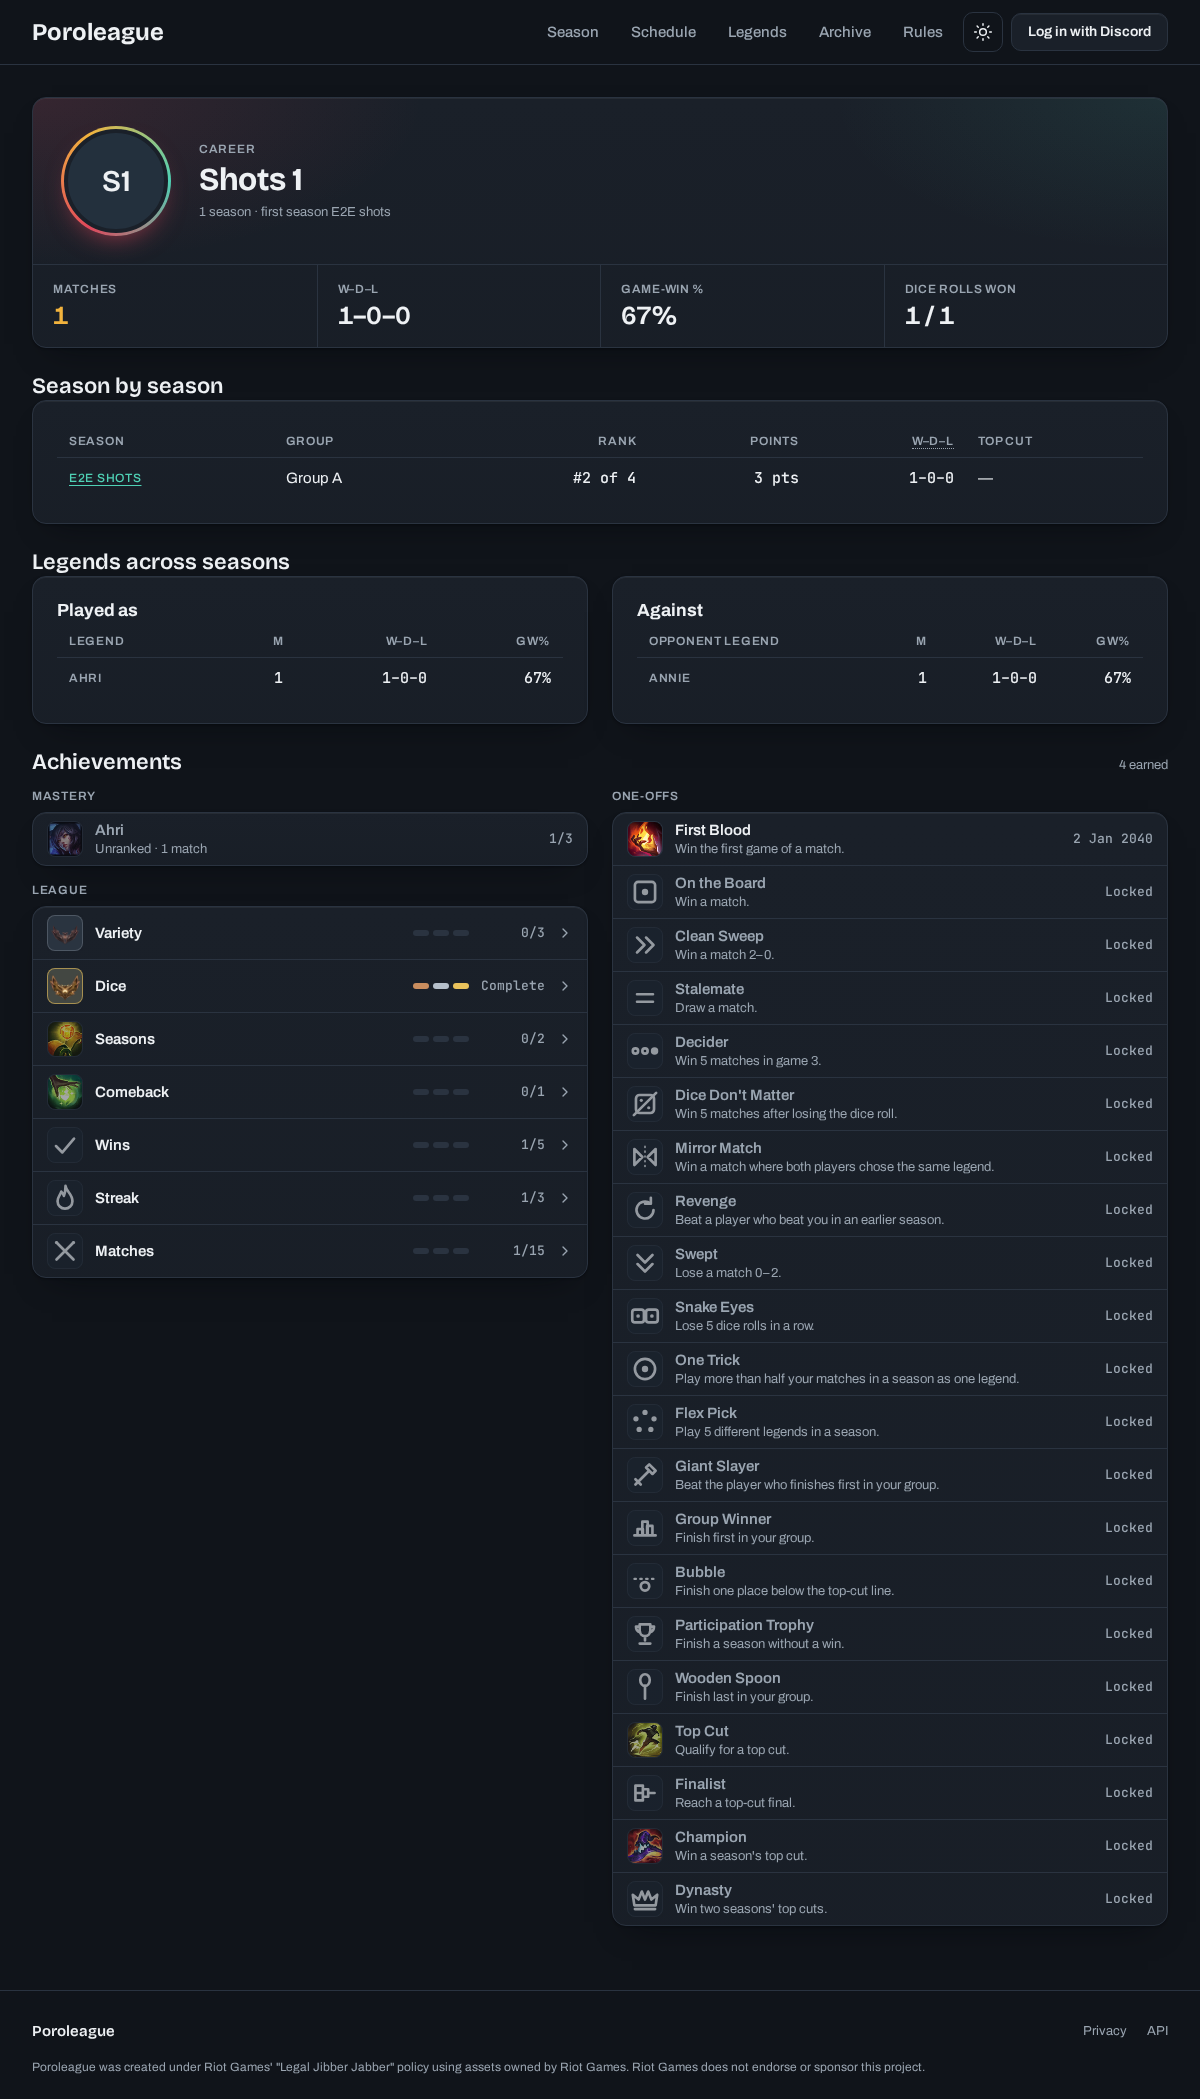 Poroleague
Season Schedule Legends Archive Rules Log in with Discord
S1
CAREER
Shots 1
1 season · first season E2E shots
MATCHES W–D–L GAME-WIN % DICE ROLLS WON
1 1–0–0 67% 1 / 1
Season by season
SEASON GROUP RANK POINTS W–D–L TOP CUT
E2E SHOTS Group A #2 of 4 3 pts 1–0–0 —
Legends across seasons
Played as
LEGEND M W–D–L GW%
AHRI 1 1–0–0 67%
Against
OPPONENT LEGEND M W–D–L GW%
ANNIE 1 1–0–0 67%
Achievements
4 earned
MASTERY
Ahri
Unranked · 1 match
1/3
LEAGUE
Variety 0/3
Dice Complete
Seasons 0/2
Comeback 0/1
Wins 1/5
Streak 1/3
Matches 1/15
ONE-OFFS
First Blood
Win the first game of a match.
2 Jan 2040
On the Board
Win a match.
Locked
Clean Sweep
Win a match 2–0.
Locked
Stalemate
Draw a match.
Locked
Decider
Win 5 matches in game 3.
Locked
Dice Don't Matter
Win 5 matches after losing the dice roll.
Locked
Mirror Match
Win a match where both players chose the same legend.
Locked
Revenge
Beat a player who beat you in an earlier season.
Locked
Swept
Lose a match 0–2.
Locked
Snake Eyes
Lose 5 dice rolls in a row.
Locked
One Trick
Play more than half your matches in a season as one legend.
Locked
Flex Pick
Play 5 different legends in a season.
Locked
Giant Slayer
Beat the player who finishes first in your group.
Locked
Group Winner
Finish first in your group.
Locked
Bubble
Finish one place below the top-cut line.
Locked
Participation Trophy
Finish a season without a win.
Locked
Wooden Spoon
Finish last in your group.
Locked
Top Cut
Qualify for a top cut.
Locked
Finalist
Reach a top-cut final.
Locked
Champion
Win a season's top cut.
Locked
Dynasty
Win two seasons' top cuts.
Locked
Poroleague
Privacy API
Poroleague was created under Riot Games' "Legal Jibber Jabber" policy using assets owned by Riot Games. Riot Games does not endorse or sponsor this project.